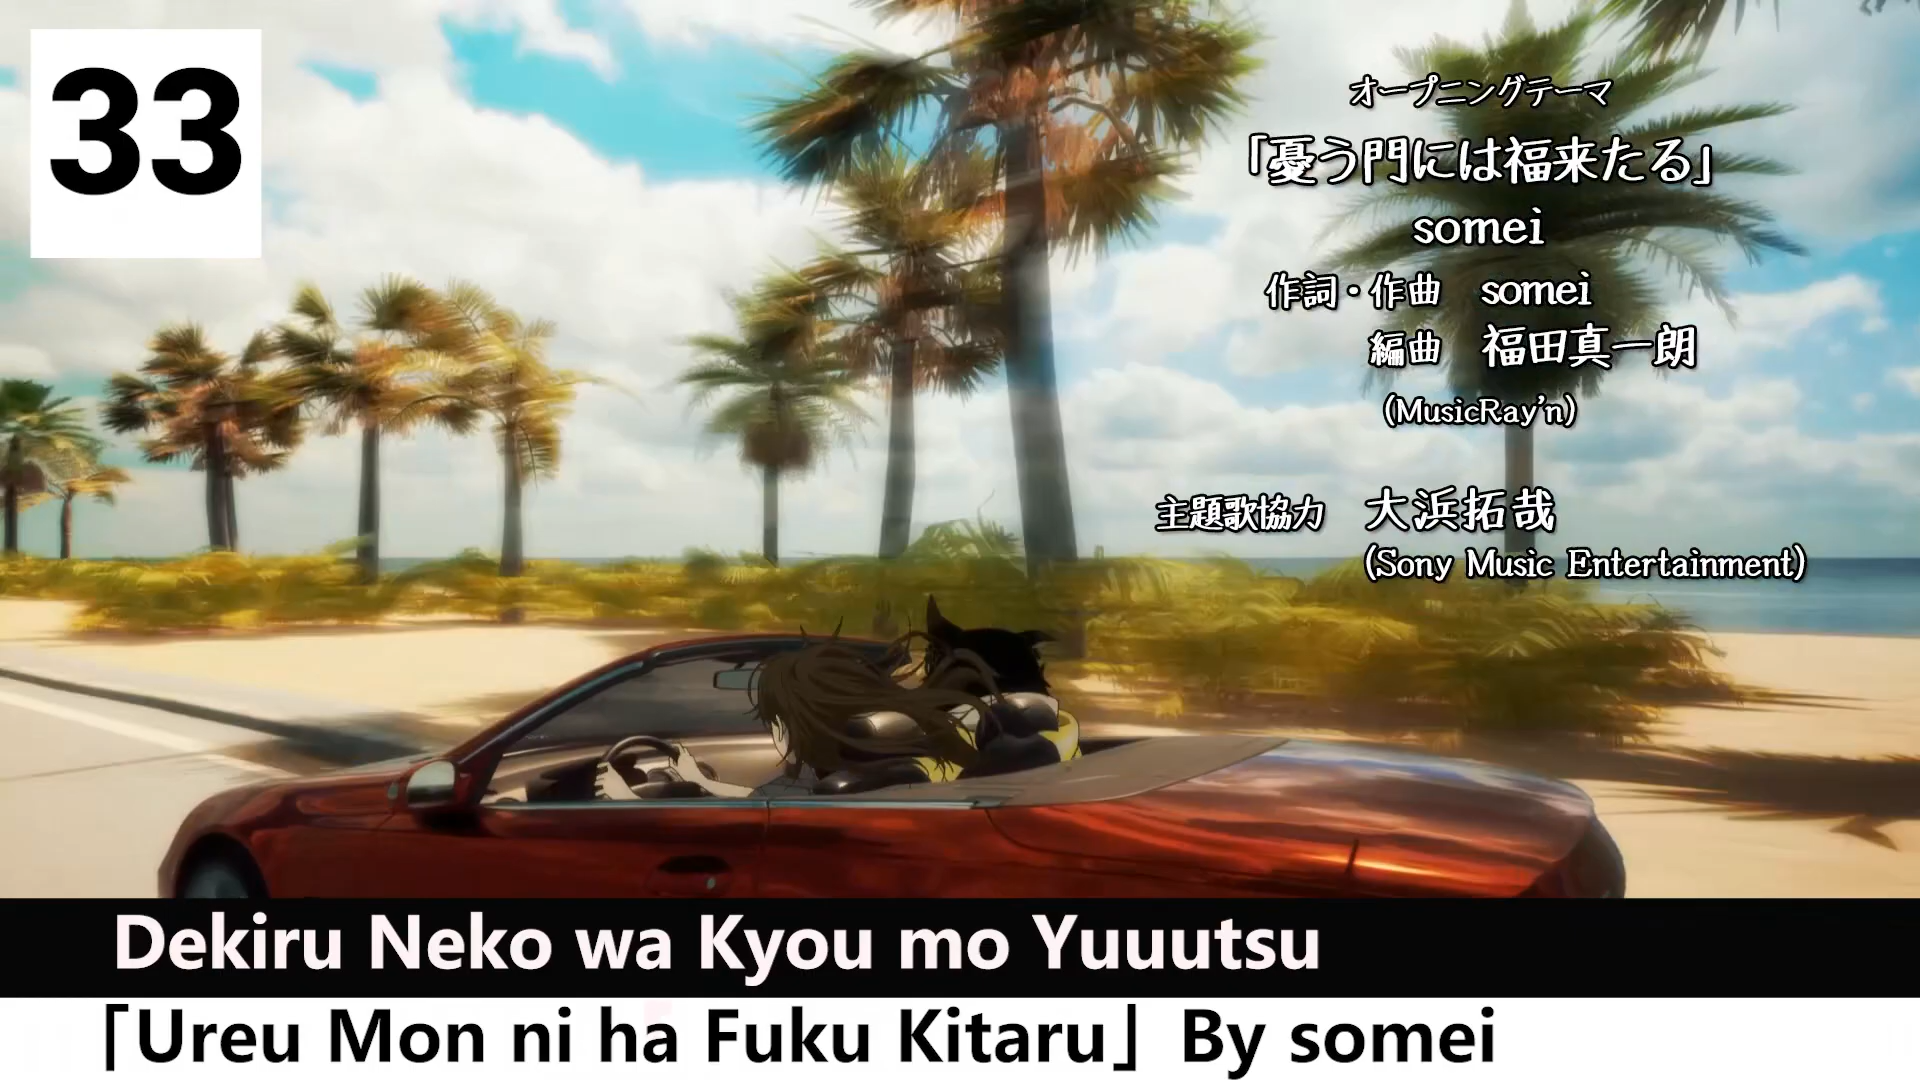 33
オープニングテーマ
「憂う門には福来たる」
somei
作詞・作曲 somei
編曲 福田真一朗
(MusicRay'n)
主題歌協力 大浜拓哉
(Sony Music Entertainment)
Dekiru Neko wa Kyou mo Yuuutsu
「Ureu Mon ni ha Fuku Kitaru」 By somei